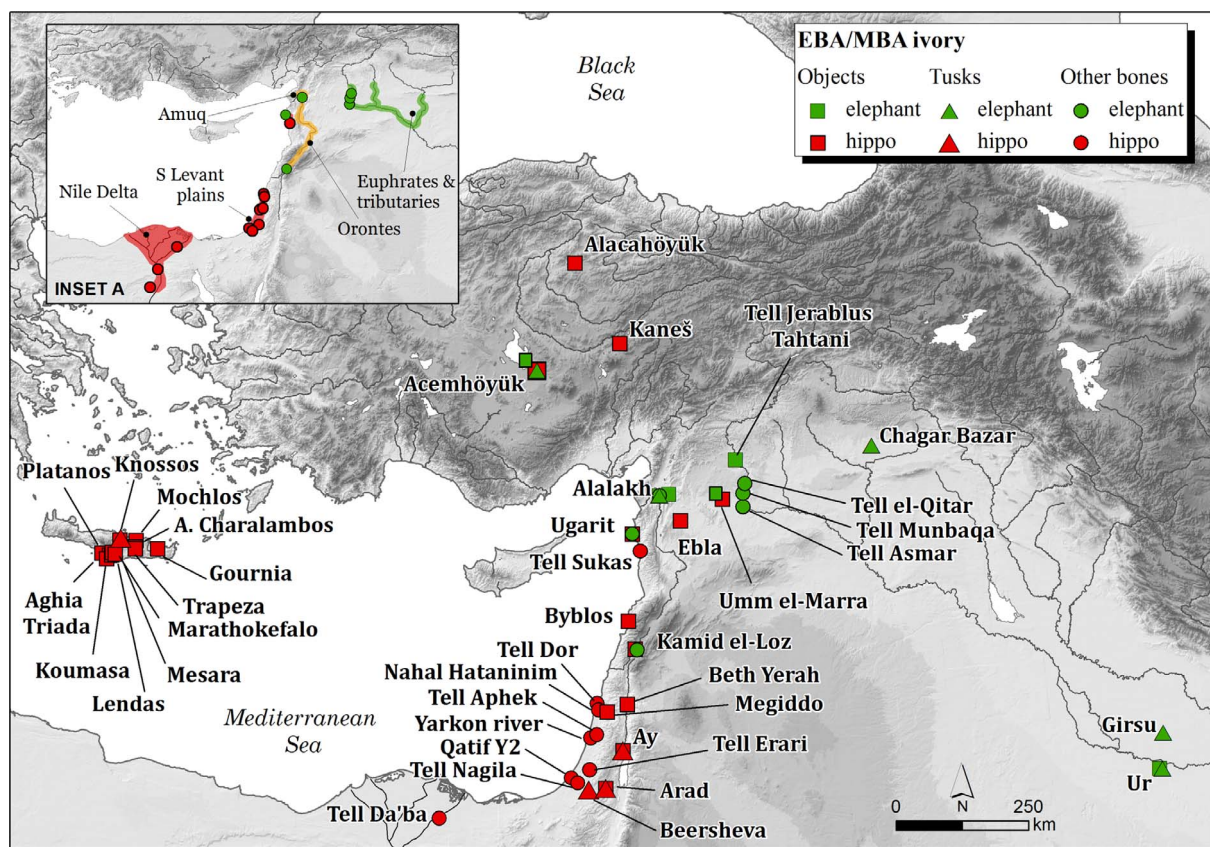 EBA/MBA ivory
Objects Tusks Other bones
elephant elephant elephant
hippo hippo hippo
Black
Sea
Amuq
S Levant
plains
Nile Delta
Euphrates &
tributaries
Orontes
INSET A
Alacahöyük
Kaneš
Tell Jerablus
Tahtani
Acemhöyük
Chagar Bazar
Platanos
Knossos
Mochlos
A. Charalambos
Alalakh
Tell el-Qitar
Tell Munbaqa
Tell Asmar
Ugarit
Ebla
Tell Sukas
Gournia
Umm el-Marra
Aghia
Triada
Trapeza
Marathokefalo
Koumasa
Mesara
Lendas
Byblos
Kamid el-Loz
Tell Dor
Nahal Hataninim
Beth Yerah
Tell Aphek
Megiddo
Mediterranean
Sea
Yarkon river
Ay
Tell Erari
Qatif Y2
Tell Nagila
Arad
Girsu
Ur
Tell Da'ba
Beersheva
N
0 250
km